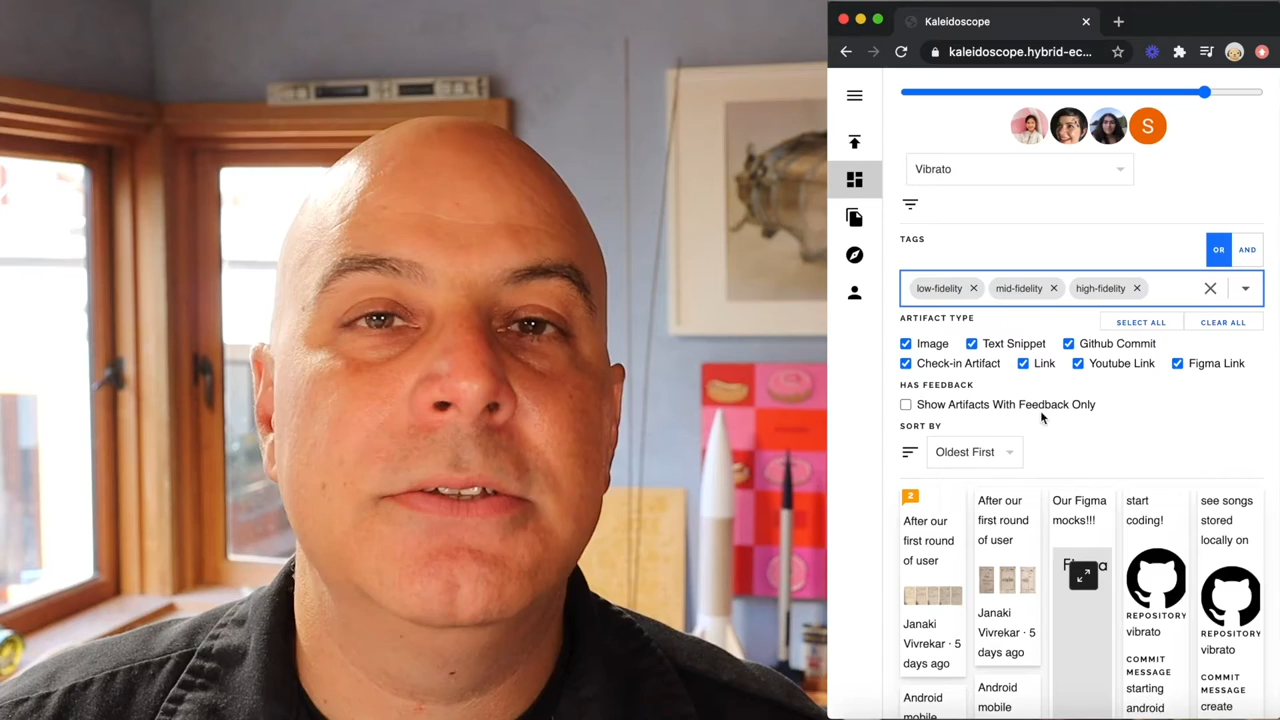 Kaleidoscope
kaleidoscope.hybrid-ec...
S
Vibrato
TAGS
OR
AND
low-fidelity
mid-fidelity
high-fidelity
ARTIFACT TYPE
SELECT ALL
CLEAR ALL
Image
Text Snippet
Github Commit
Check-in Artifact
Link
Youtube Link
Figma Link
HAS FEEDBACK
Show Artifacts With Feedback Only
SORT BY
Oldest First
2
After our
first round
of user
Janaki
Vivrekar · 5
days ago
Android
mobile
After our
first round
of user
Janaki
Vivrekar · 5
days ago
Android
mobile
Our Figma
mocks!!!
start
coding!
REPOSITORY
vibrato
COMMIT
MESSAGE
starting
android
see songs
stored
locally on
REPOSITORY
vibrato
COMMIT
MESSAGE
create